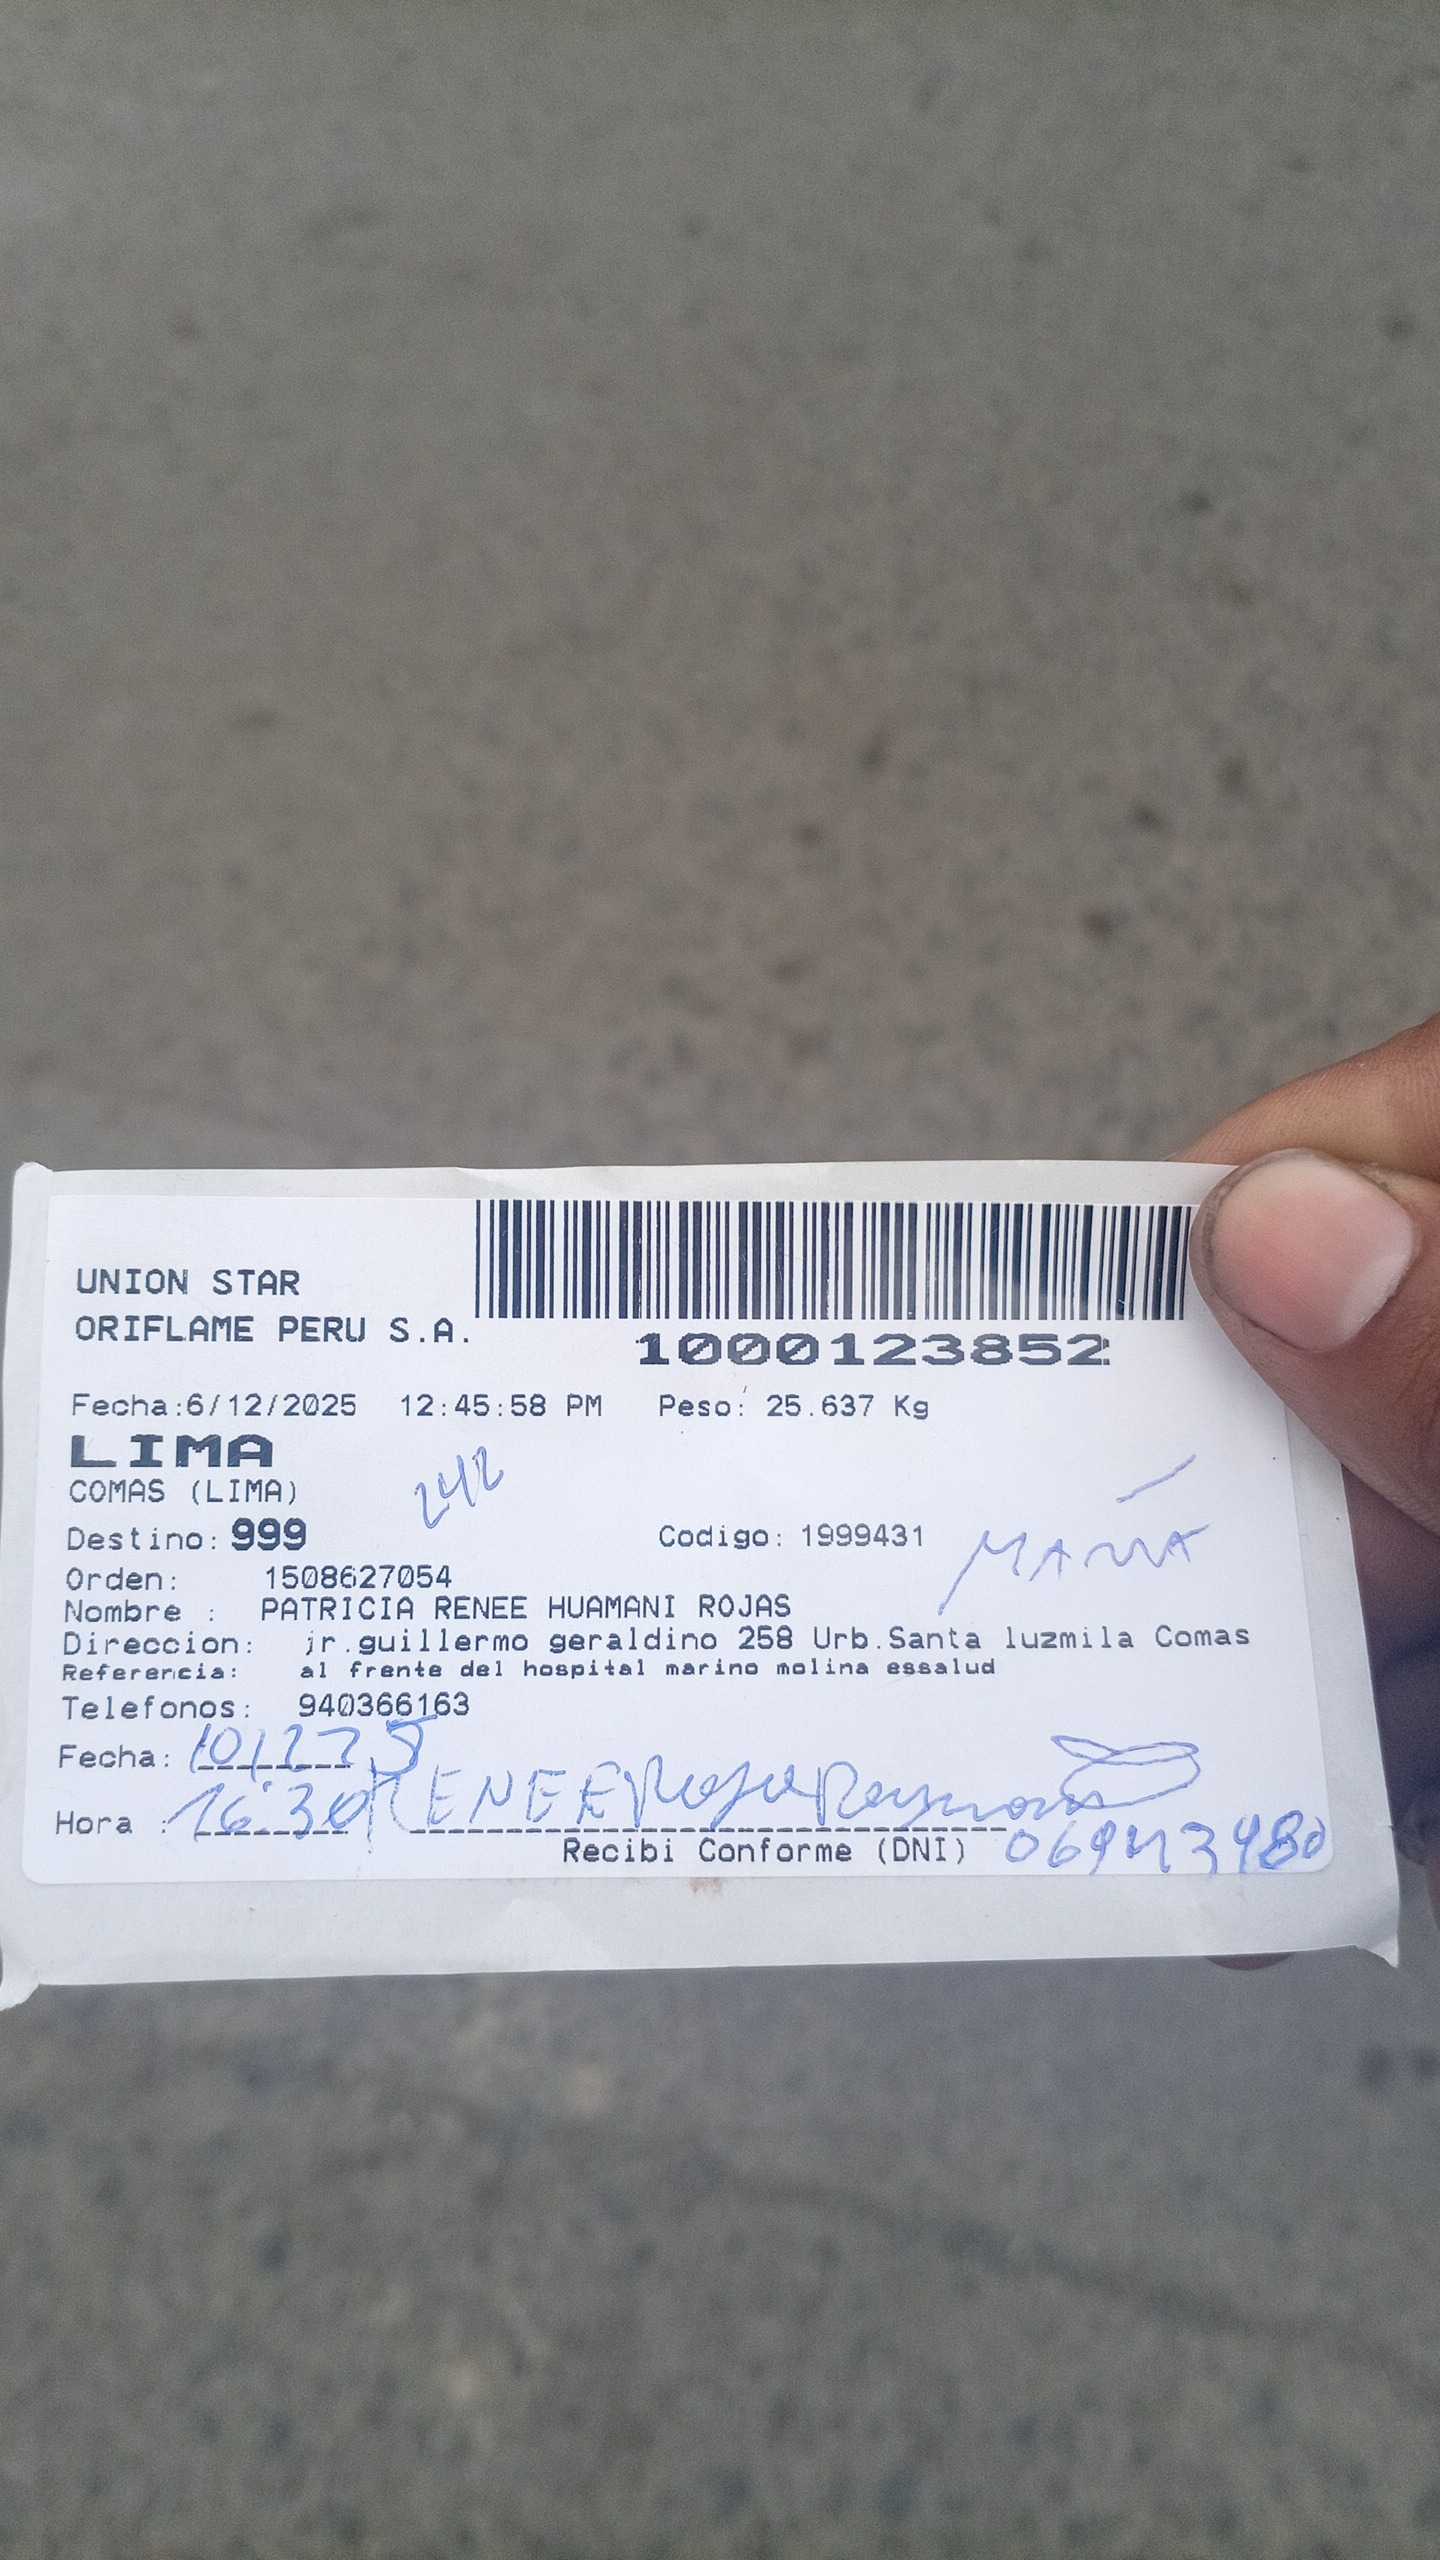 UNION STAR
ORIFLAME PERU S.A.
1000123852
Fecha:6/12/2025 12:45:58 PM Peso: 25.637 Kg
LIMA
COMAS (LIMA)
242
Destino: 999 Codigo: 1999431
MAMÁ
Orden: 1508627054
Nombre : PATRICIA RENEE HUAMANI ROJAS
Direccion: jr.guillermo geraldino 258 Urb.Santa luzmila Comas
Referencia: al frente del hospital marino molina essalud
Telefonos: 940366163
Fecha:
Hora : 16:30 RENEE Rojas
Recibi Conforme (DNI)